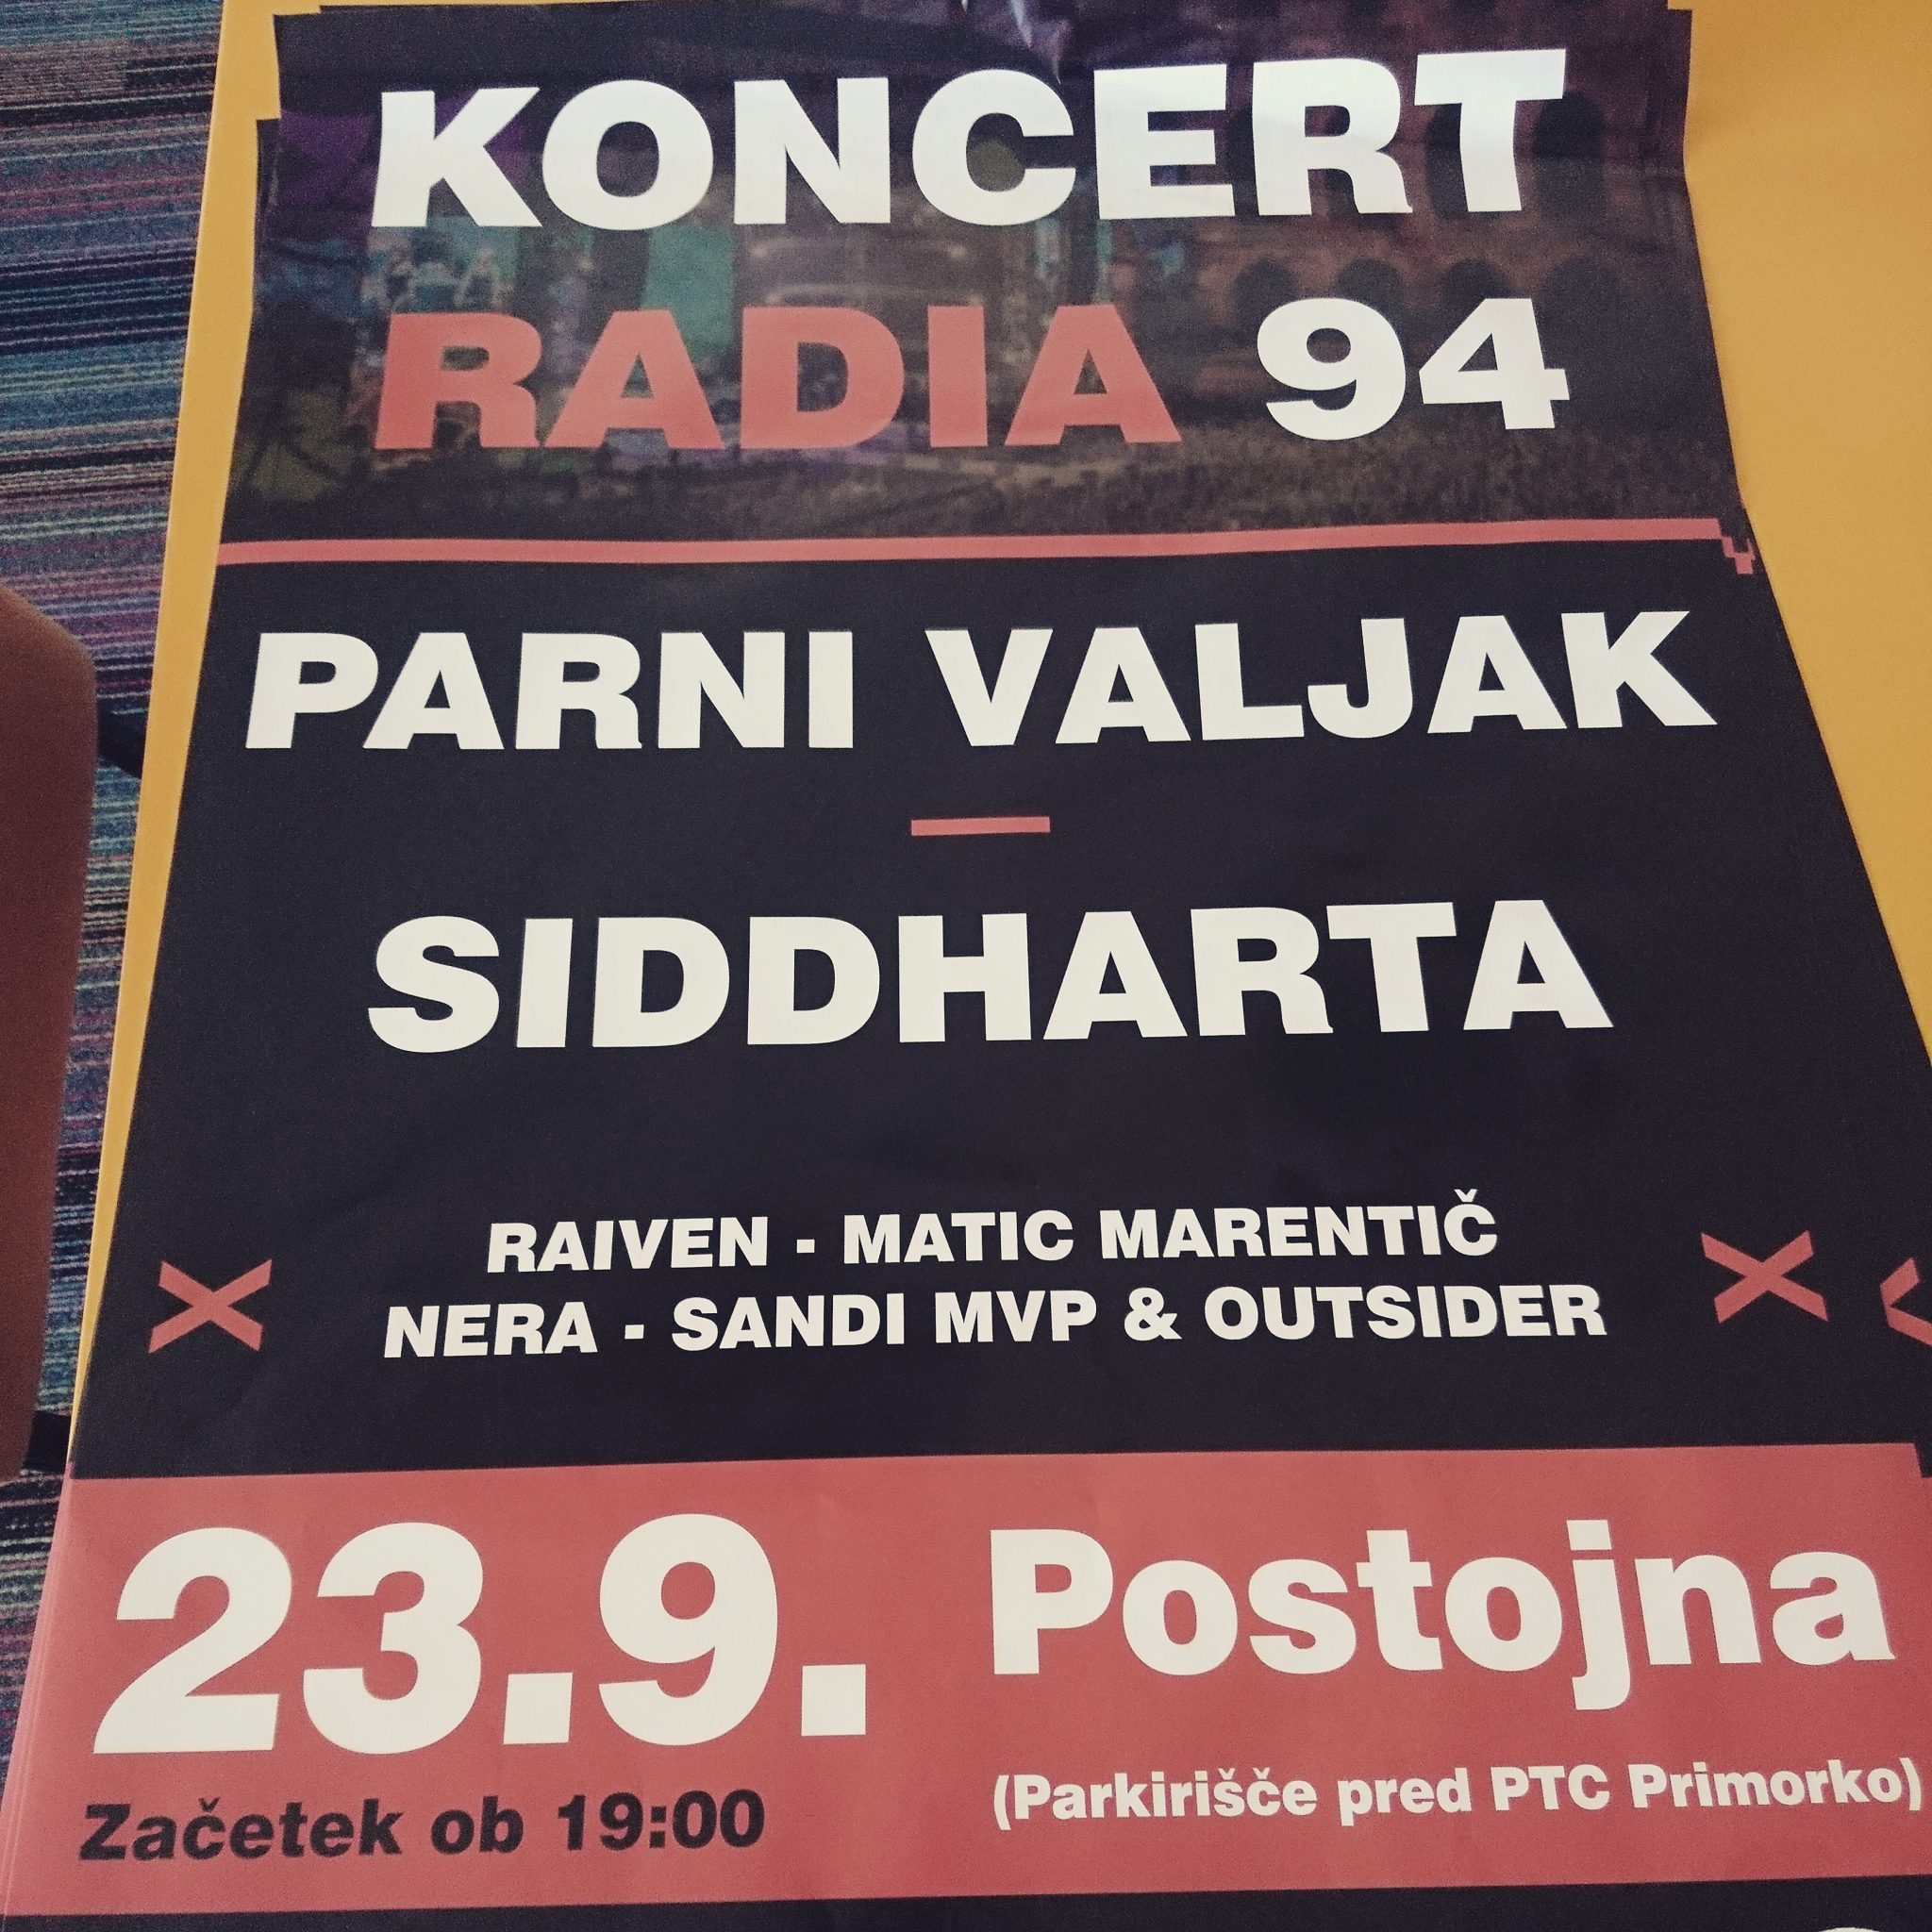 KONCERT
RADIA 94
PARNI VALJAK
SIDDHARTA
RAIVEN - MATIC MARENTIČ
NERA - SANDI MVP & OUTSIDER
23.9. Postojna
Začetek ob 19:00 (Parkirišče pred PTC Primorko)